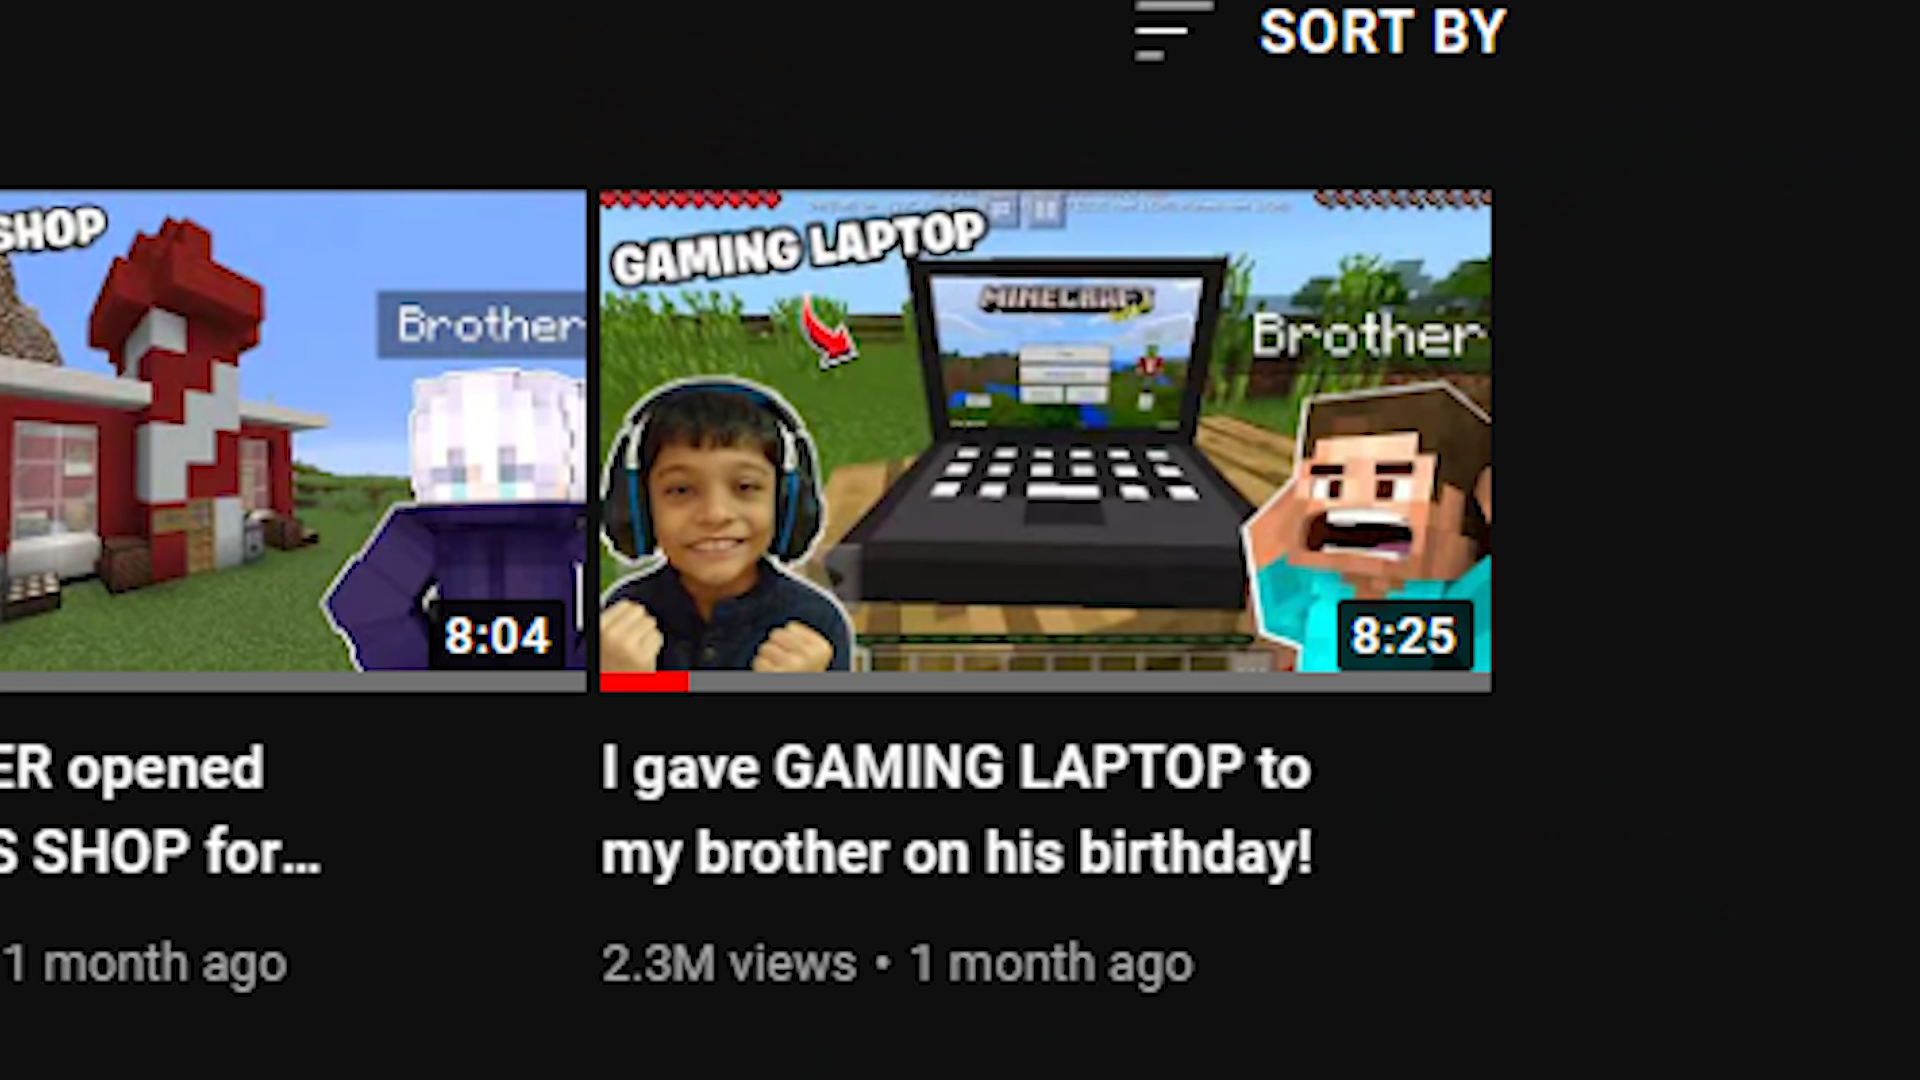 SORT BY
SHOP
Brother
8:04
GAMING LAPTOP
MINECRAFT
Brother
8:25
ER opened
S SHOP for...
1 month ago
I gave GAMING LAPTOP to
my brother on his birthday!
2.3M views • 1 month ago